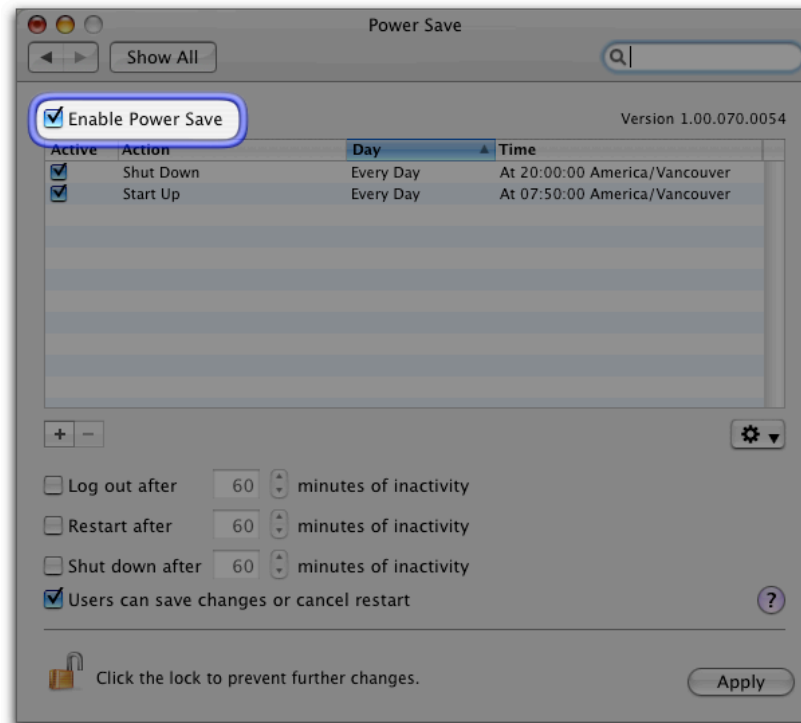 Power Save
Show All
Enable Power Save
Version 1.00.070.0054
Active Action Day Time
Shut Down Every Day At 20:00:00 America/Vancouver
Start Up Every Day At 07:50:00 America/Vancouver
Log out after 60 minutes of inactivity
Restart after 60 minutes of inactivity
Shut down after 60 minutes of inactivity
Users can save changes or cancel restart
?
Click the lock to prevent further changes.
Apply